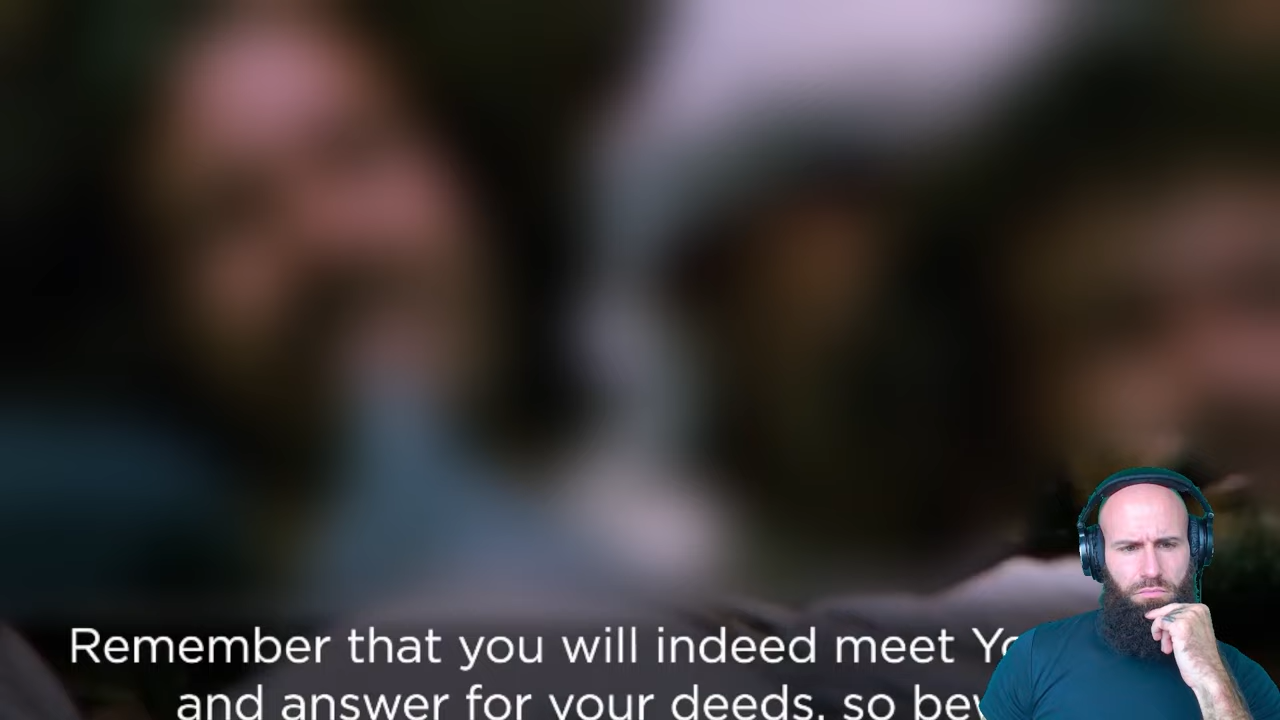 Remember that you will indeed meet
and answer for your deeds, so